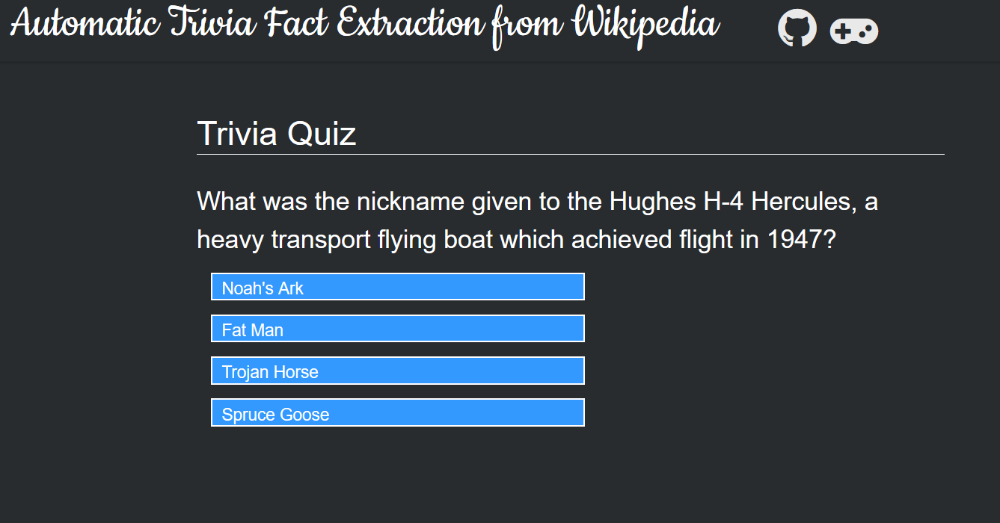 Automatic Trivia Fact Extraction from Wikipedia
Trivia Quiz
What was the nickname given to the Hughes H-4 Hercules, a
heavy transport flying boat which achieved flight in 1947?
Noah's Ark
Fat Man
Trojan Horse
Spruce Goose